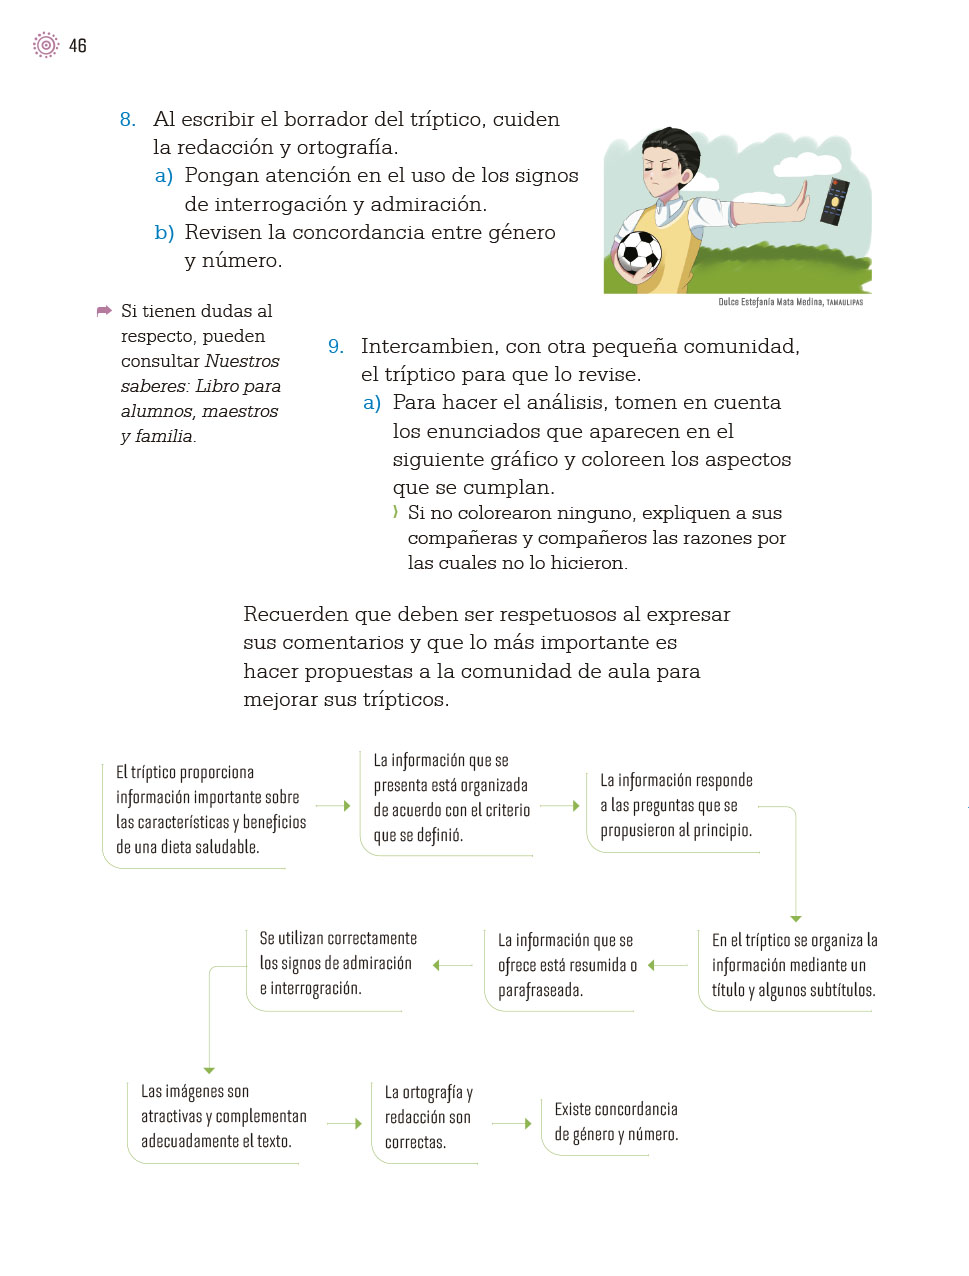 46
8. Al escribir el borrador del tríptico, cuiden
la redacción y ortografía.
a) Pongan atención en el uso de los signos
de interrogación y admiración.
b) Revisen la concordancia entre género
y número.
Dulce Estefanía Mata Medina, TAMAULIPAS
Si tienen dudas al
respecto, pueden
consultar Nuestros
saberes: Libro para
alumnos, maestros
y familia.
9. Intercambien, con otra pequeña comunidad,
el tríptico para que lo revise.
a) Para hacer el análisis, tomen en cuenta
los enunciados que aparecen en el
siguiente gráfico y coloreen los aspectos
que se cumplan.
Si no colorearon ninguno, expliquen a sus
compañeras y compañeros las razones por
las cuales no lo hicieron.
Recuerden que deben ser respetuosos al expresar
sus comentarios y que lo más importante es
hacer propuestas a la comunidad de aula para
mejorar sus trípticos.
El tríptico proporciona
información importante sobre
las características y beneficios
de una dieta saludable.
La información que se
presenta está organizada
de acuerdo con el criterio
que se definió.
La información responde
a las preguntas que se
propusieron al principio.
En el tríptico se organiza la
información mediante un
título y algunos subtítulos.
La información que se
ofrece está resumida o
parafraseada.
Se utilizan correctamente
los signos de admiración
e interrogración.
Las imágenes son
atractivas y complementan
adecuadamente el texto.
La ortografía y
redacción son
correctas.
Existe concordancia
de género y número.